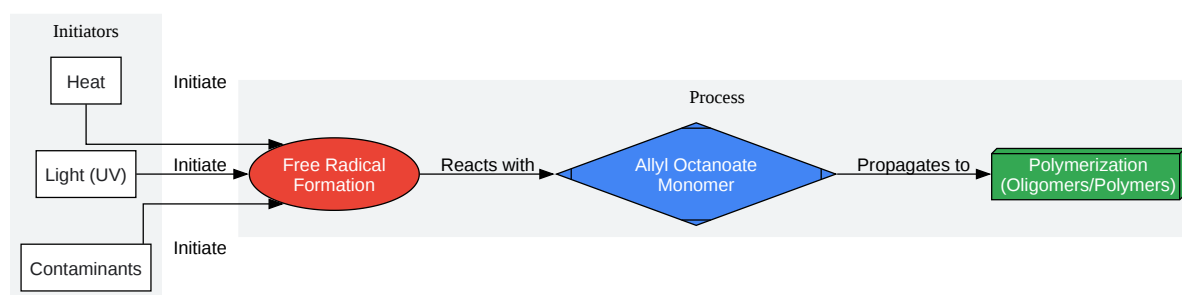 Initiators
Heat
Initiate
Process
Light (UV)
Initiate
Free Radical
Formation
Reacts with
Allyl Octanoate
Monomer
Propagates to
Polymerization
(Oligomers/Polymers)
Initiate
Contaminants